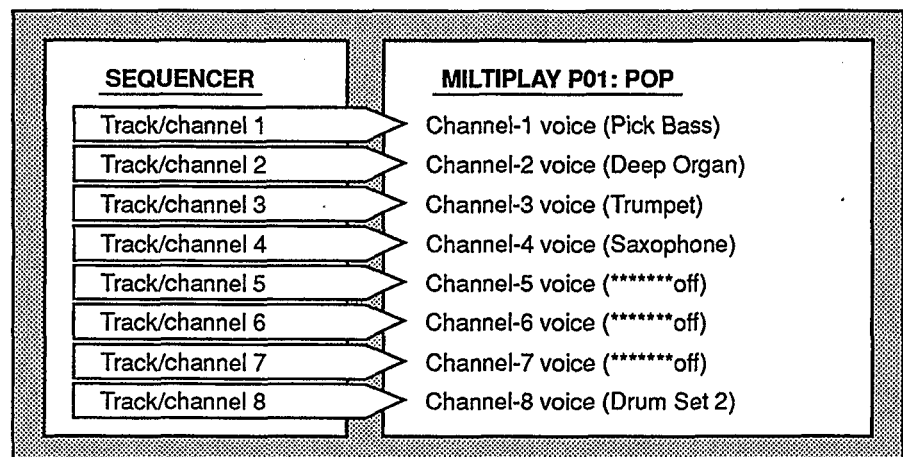 SEQUENCER
MILTIPLAY P01: POP
Track/channel 1
Channel-1 voice (Pick Bass)
Track/channel 2
Channel-2 voice (Deep Organ)
Track/channel 3
Channel-3 voice (Trumpet)
Track/channel 4
Channel-4 voice (Saxophone)
Track/channel 5
Channel-5 voice (*******off)
Track/channel 6
Channel-6 voice (*******off)
Track/channel 7
Channel-7 voice (*******off)
Track/channel 8
Channel-8 voice (Drum Set 2)